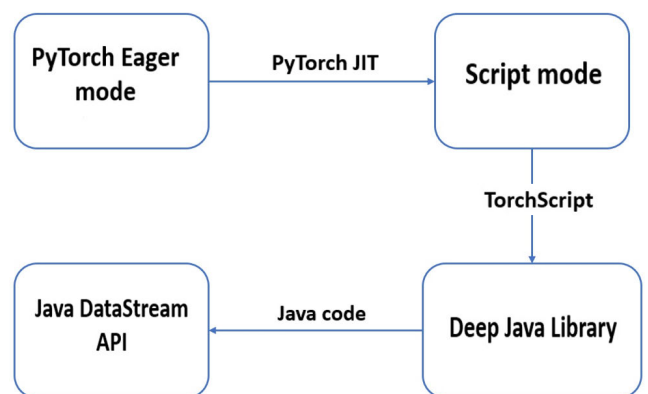 PyTorch Eager
mode
PyTorch JIT
Script mode
TorchScript
Java DataStream
API
Java code
Deep Java Library